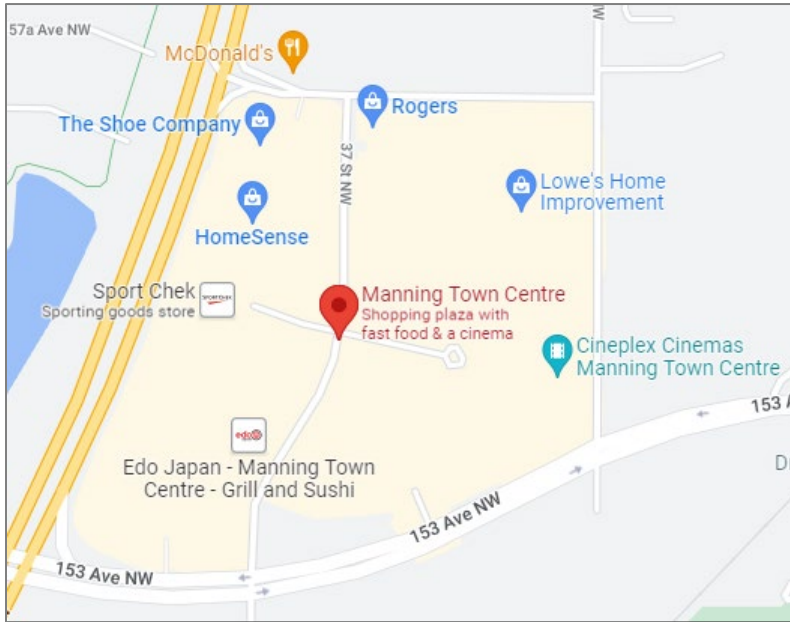 57a Ave NW
McDonald's
W
The Shoe Company
Rogers
37 St NW
Lowe's Home
Improvement
HomeSense
Sport Chek
Sporting goods store
SPORTCHEK
Manning Town Centre
Shopping plaza with
fast food & a cinema
Cineplex Cinemas
Manning Town Centre
153 A
edo
Edo Japan - Manning Town
Centre - Grill and Sushi
D
153 Ave NW
153 Ave NW